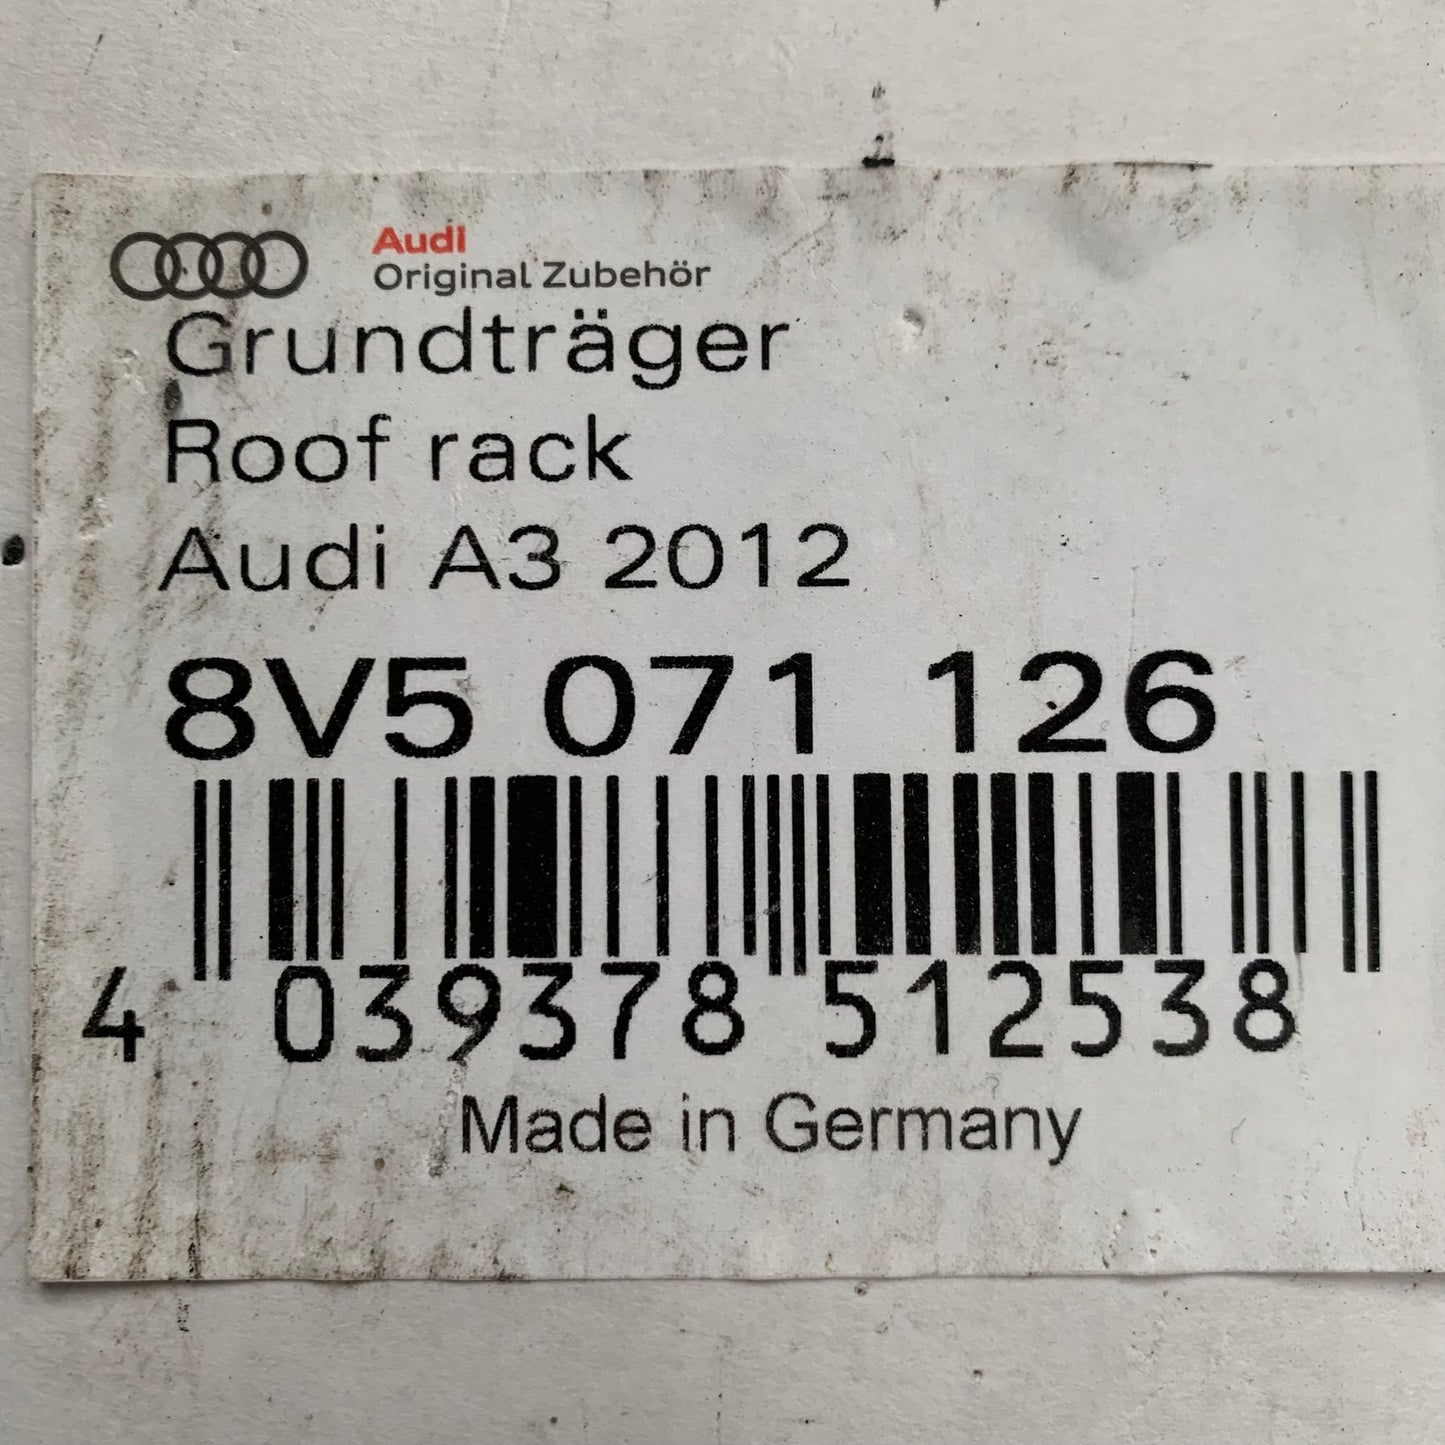 Audi
Original Zubehör
Grundträger
Roof rack
Audi A3 2012
8V5 071 126
4 039378 512538
Made in Germany